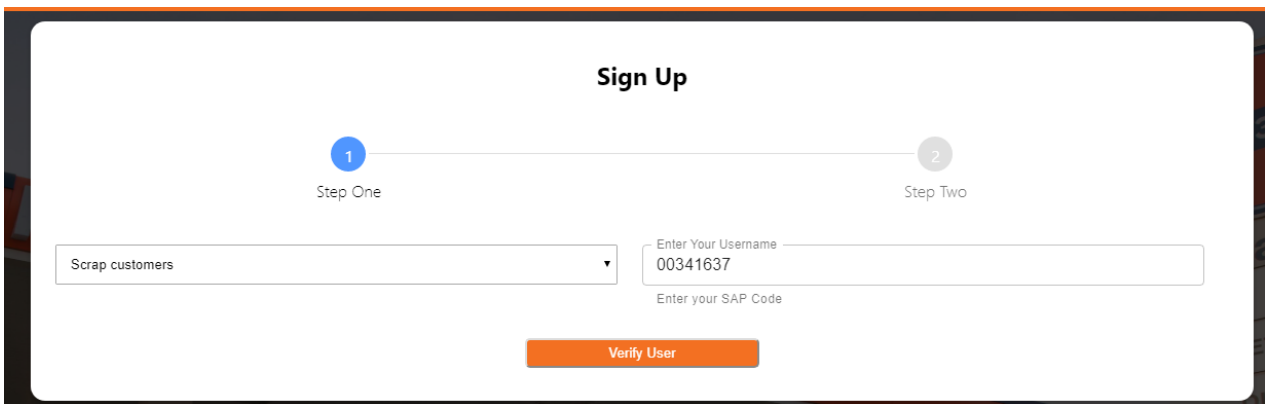 Sign Up
1
2
Step One
Step Two
Scrap customers
Enter Your Username
00341637
Enter your SAP Code
Verify User